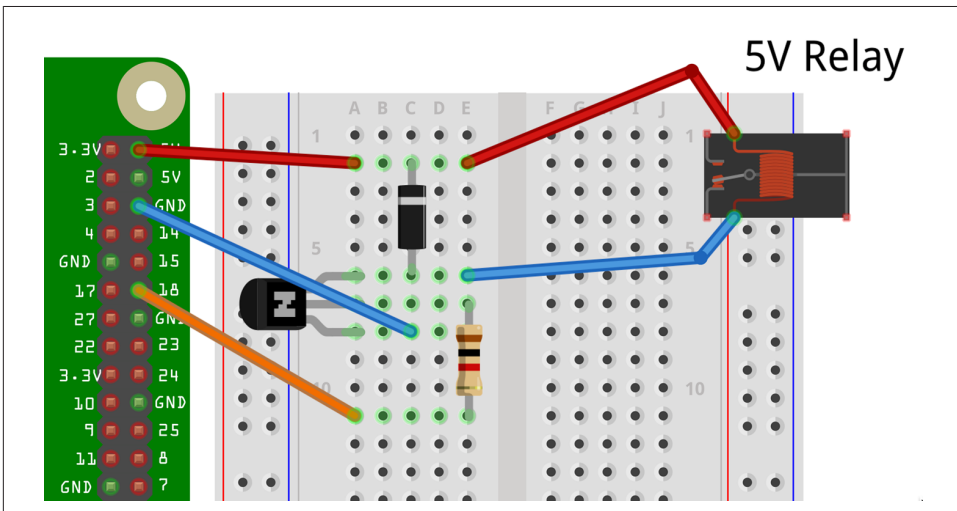 5V Relay
A B C D E F G I J
1 1
3.3V
2 5V
3 GND
4 14
5 5
GND 15
17 18
27 GND
22 23
3.3V 24
10 10
10 GND
9 25
11 8
GND 7